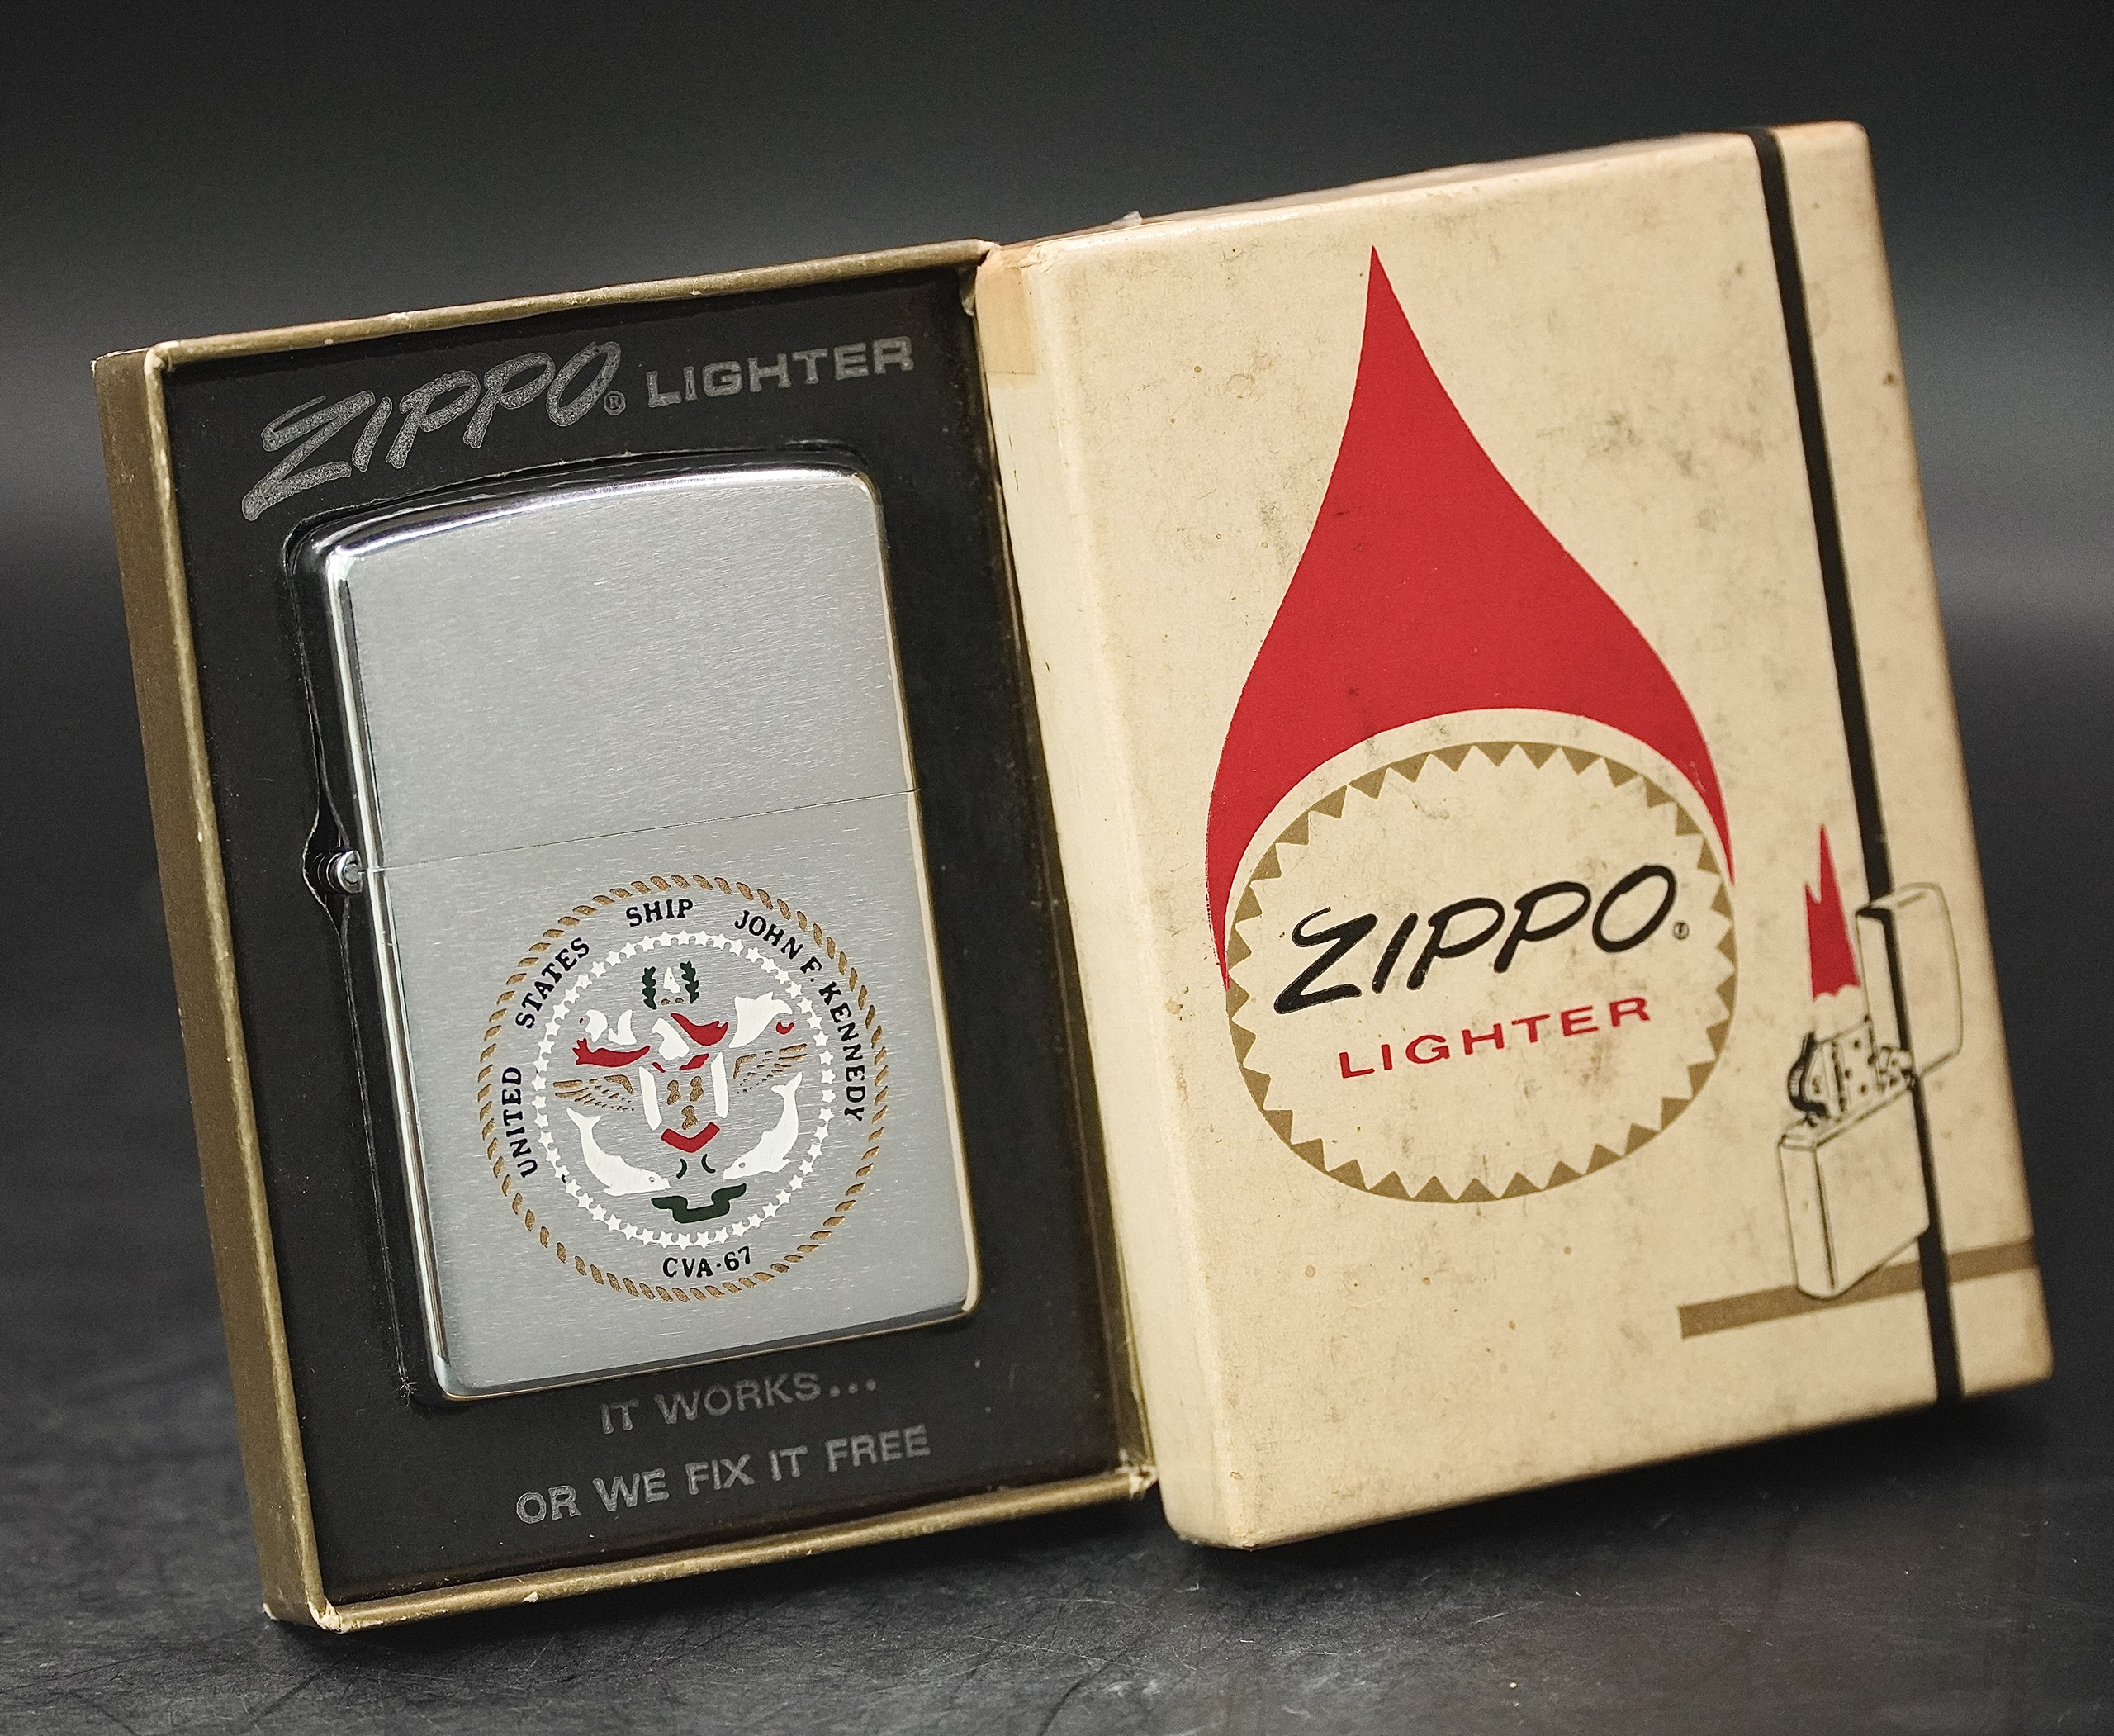 ZIPPO® LIGHTER
UNITED STATES SHIP JOHN F. KENNEDY
CVA-67
IT WORKS...
OR WE FIX IT FREE
ZIPPO®
LIGHTER